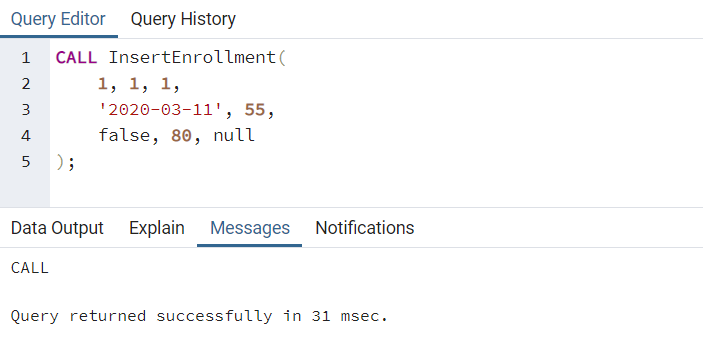 Query Editor Query History
1 CALL InsertEnrollment(
2 1, 1, 1,
3 '2020-03-11', 55,
4 false, 80, null
5 );
Data Output Explain Messages Notifications
CALL
Query returned successfully in 31 msec.